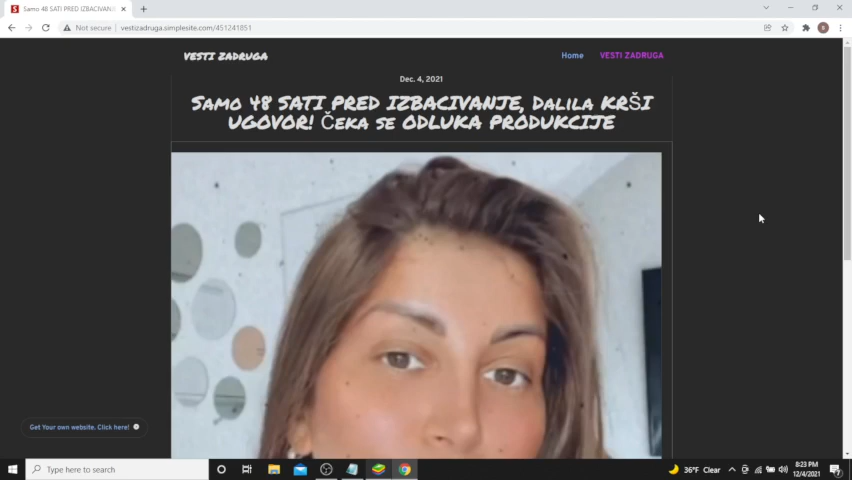 Samo 48 SATI PRED IZBACIVAN
Not secure
vestizadruga.simplesite.com/451241851
VESTI ZADRUGA
Home
VESTI ZADRUGA
Dec. 4, 2021
Samo 48 SATI PRED IZBACIVANJE, Dalila KRŠI
UGOVOR! Čeka se ODLUKA PRODUKCIJE
Get Your own website. Click here!
Type here to search
36°F Clear
8:23 PM
12/4/2021